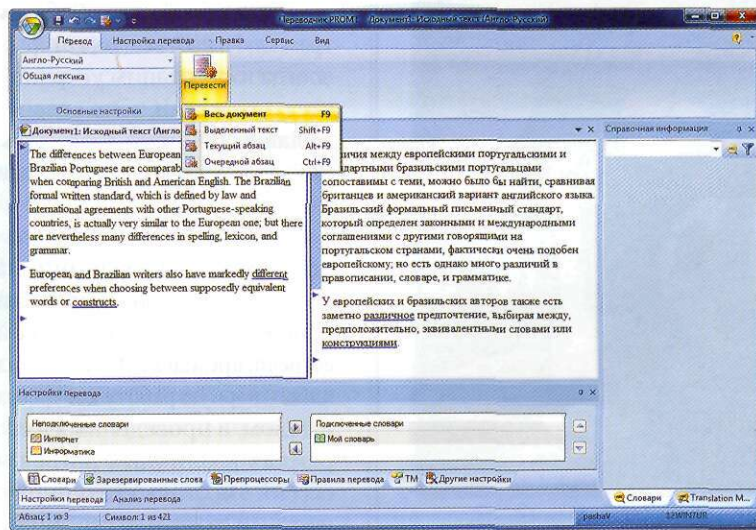 Переводчик PROMT - Документ1: Исходный текст (Англо-Русский)
Перевод Настройка перевода Правка Сервис Вид
Англо-Русский
Общая лексика
Перевести
Основные настройки
Весь документ F9
Выделенный текст Shift+F9
Текущий абзац Alt+F9
Очередной абзац Ctrl+F9
Документ1: Исходный текст (Англо
Справочная информация
The differences between European
Brazilian Portuguese are comparab
when comparing British and American English. The Brazilian
formal written standard, which is defined by law and
international agreements with other Portuguese-speaking
countries, is actually very similar to the European one; but there
are nevertheless many differences in spelling, lexicon, and
grammar.
European and Brazilian writers also have markedly different
preferences when choosing between supposedly equivalent
words or constructs.
ичия между европейскими португальскими и
дартными бразильскими португальцами
сопоставимы с теми, можно было бы найти, сравнивая
британцев и американский вариант английского языка.
Бразильский формальный письменный стандарт,
который определен законными и международными
соглашениями с другими говорящими на
португальском странами, фактически очень подобен
европейскому; но есть однако много различий в
правописании, словаре, и грамматике.
У европейских и бразильских авторов также есть
заметно различное предпочтение, выбирая между,
предположительно, эквивалентными словами или
конструкциями.
Настройки перевода
Неподключенные словари
Интернет
Информатика
Подключенные словари
Мой словарь
Словари Зарезервированные слова Препроцессоры Правила перевода ТМ Другие настройки
Настройки перевода Анализ перевода
Словари Translation M...
Абзац: 1 из 3 Символ: 1 из 421
pashaV 32WIN7UR